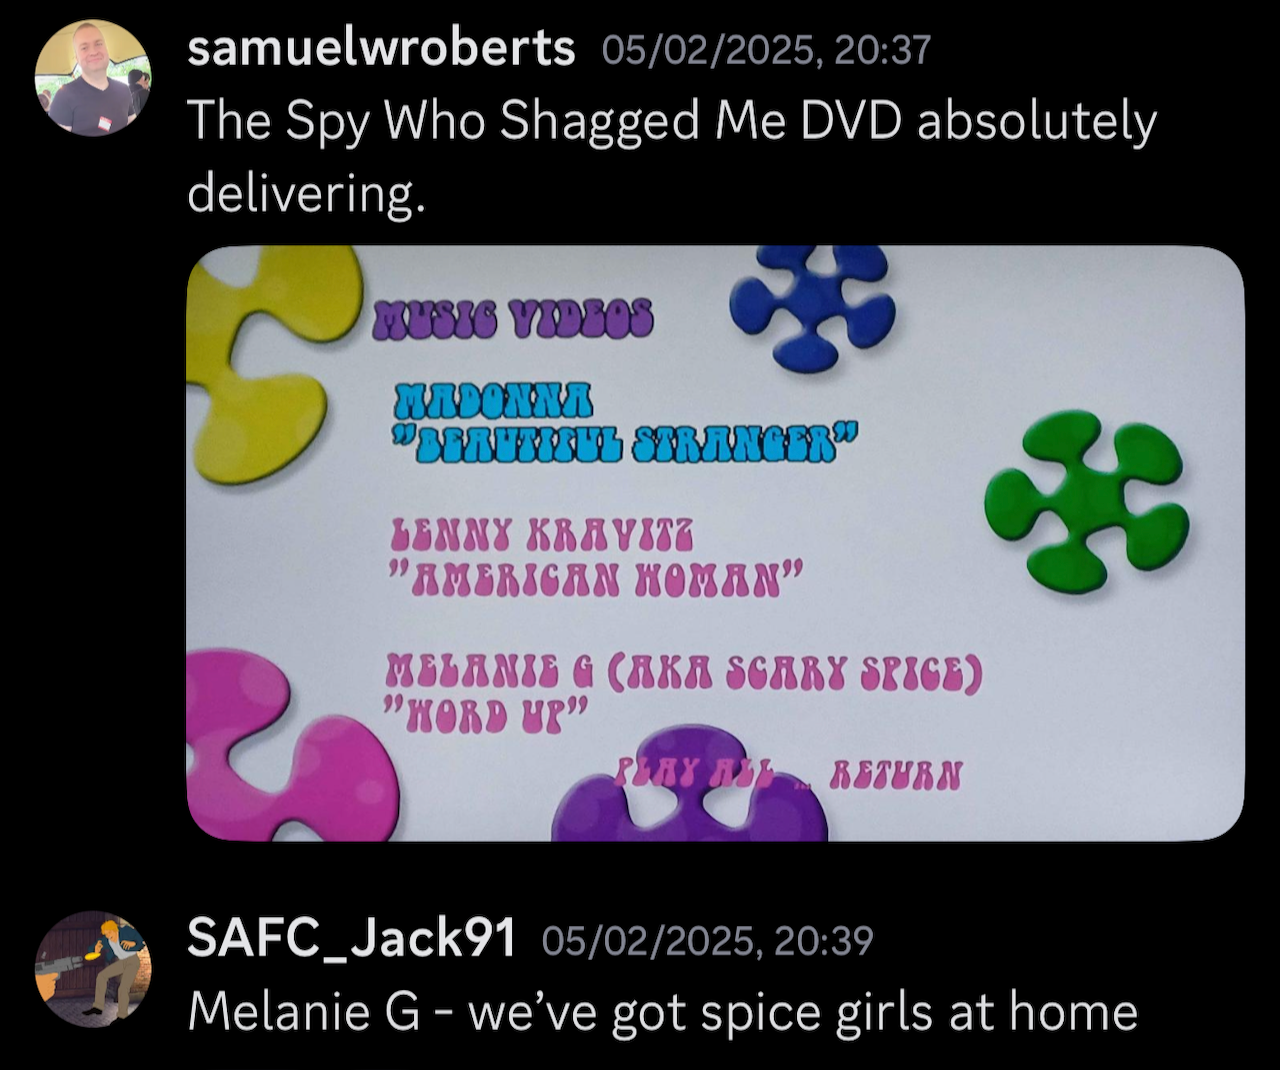 samuelwroberts 05/02/2025, 20:37
The Spy Who Shagged Me DVD absolutely
delivering.
MUSIC VIDEOS
MADONNA
"BEAUTIFUL STRANGER"
LENNY KRAVITZ
"AMERICAN WOMAN"
MELANIE G (AKA SCARY SPICE)
"WORD UP"
PLAY ALL ... RETURN
SAFC_Jack91 05/02/2025, 20:39
Melanie G - we’ve got spice girls at home